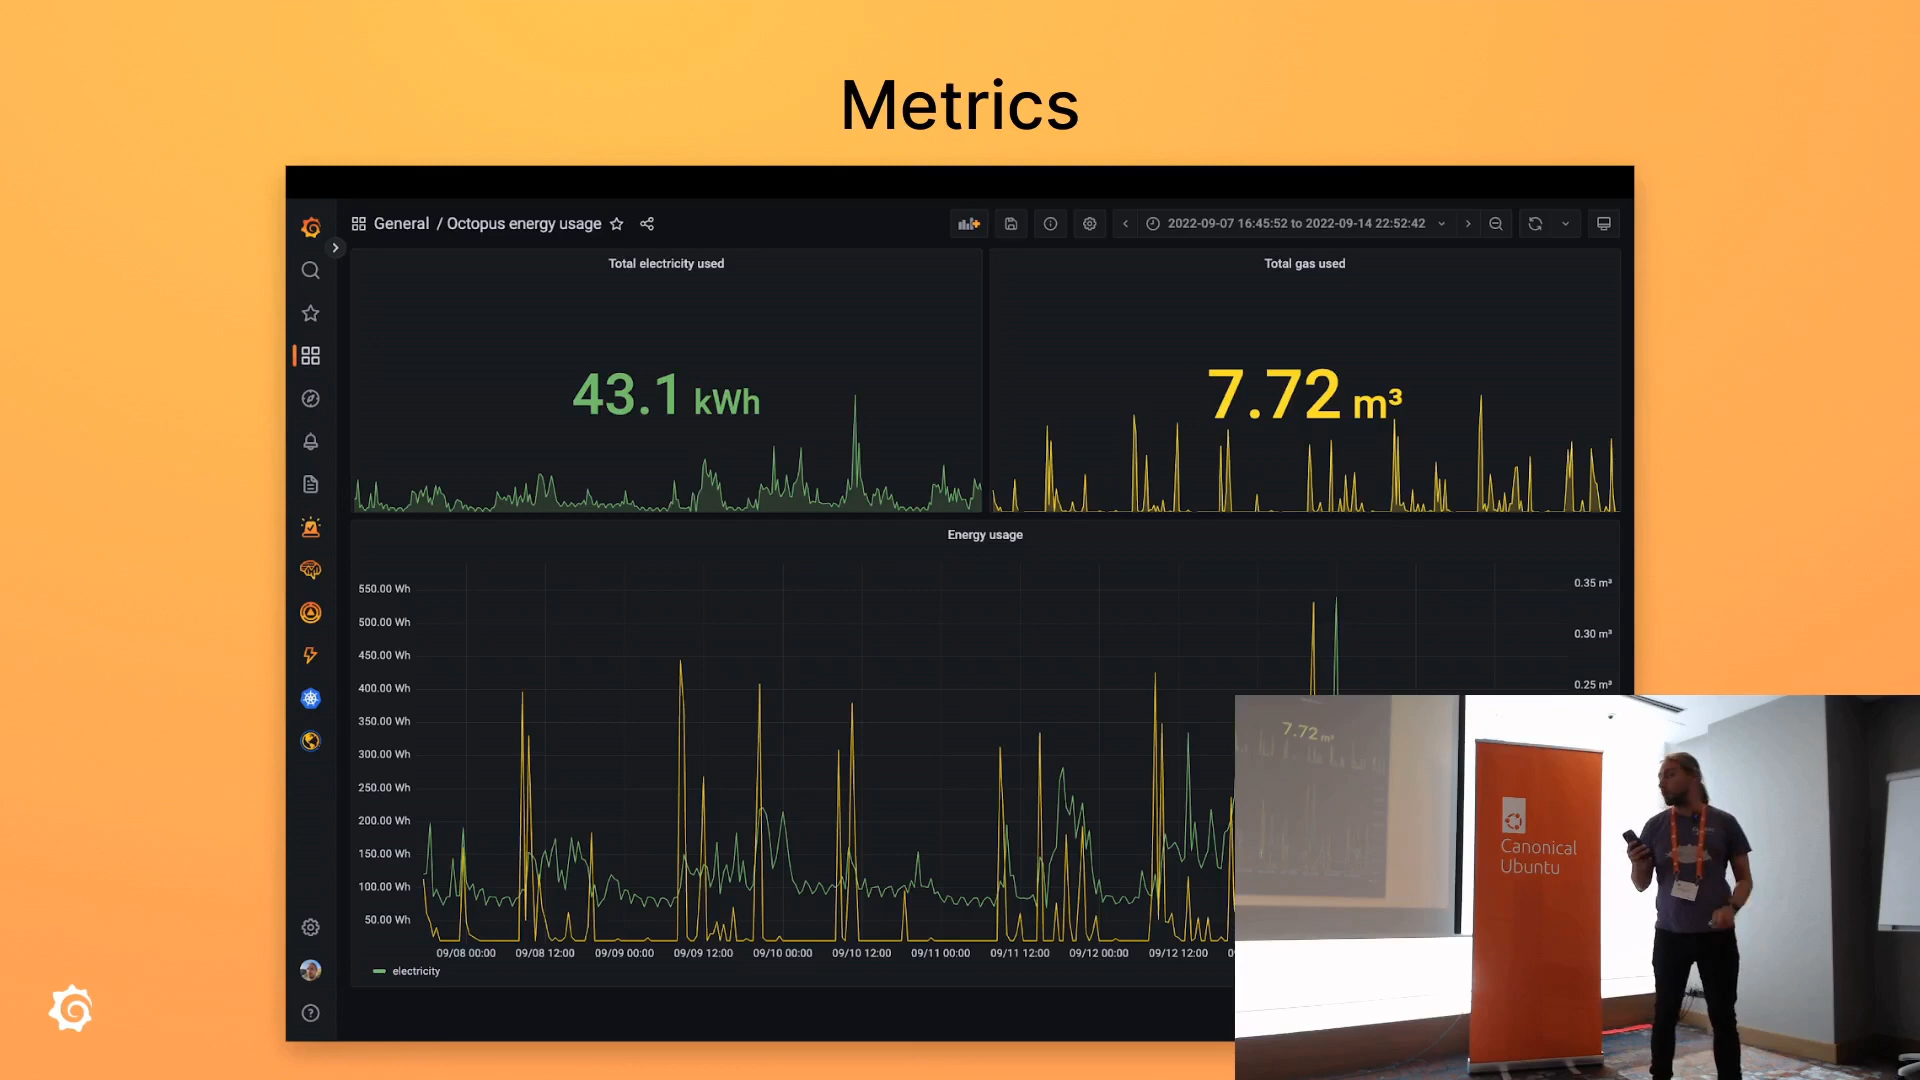 Metrics
General / Octopus energy usage
2022-09-07 16:45:52 to 2022-09-14 22:52:42
Total electricity used
Total gas used
43.1 kWh
7.72 m³
Energy usage
550.00 Wh
500.00 Wh
450.00 Wh
400.00 Wh
350.00 Wh
300.00 Wh
250.00 Wh
200.00 Wh
150.00 Wh
100.00 Wh
50.00 Wh
0.35 m³
0.30 m³
0.25 m³
09/08 00:00
09/08 12:00
09/09 00:00
09/09 12:00
09/10 00:00
09/10 12:00
09/11 00:00
09/11 12:00
09/12 00:00
09/12 12:00
electricity
7.72 m³
Canonical
Ubuntu